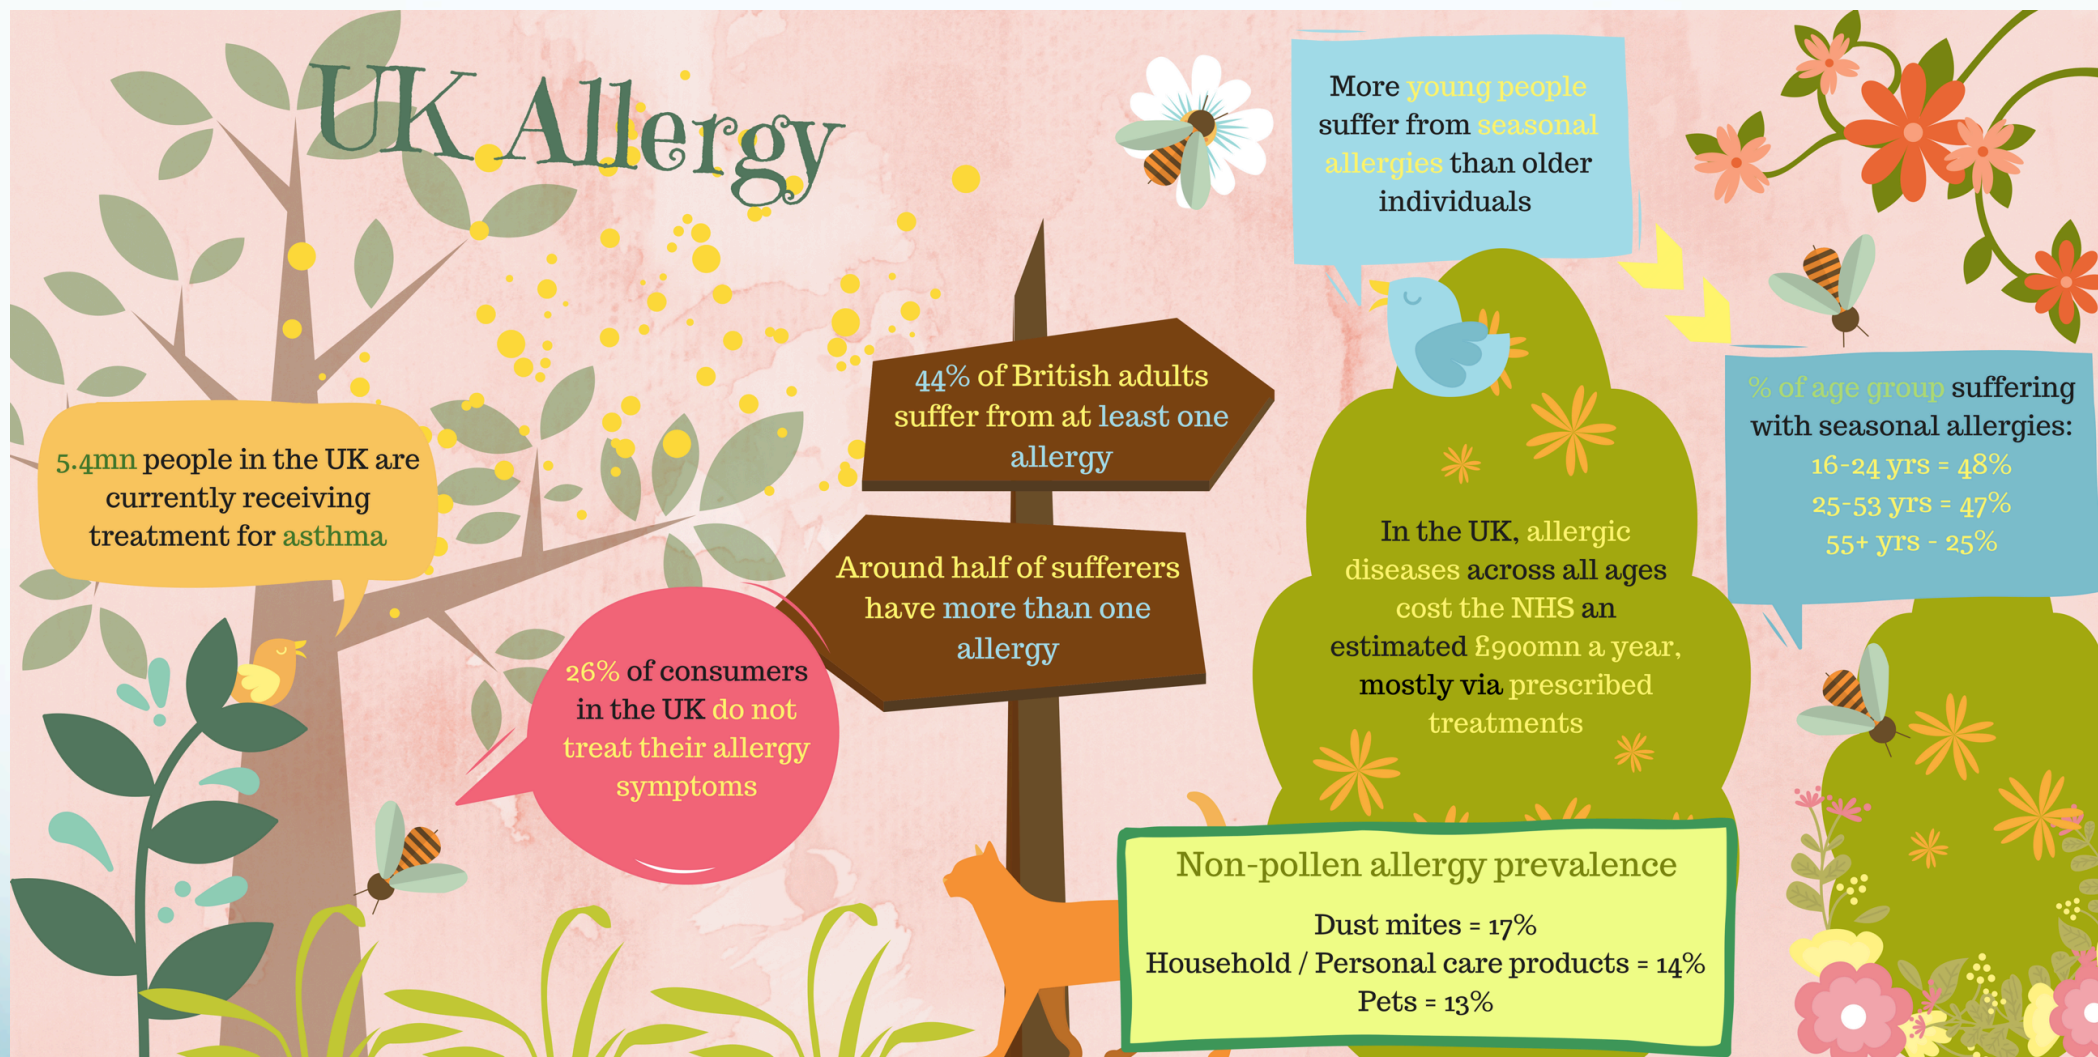 UK Allergy
More young people
suffer from seasonal
allergies than older
individuals
44% of British adults
suffer from at least one
allergy
% of age group suffering
with seasonal allergies:
16-24 yrs = 48%
25-53 yrs = 47%
55+ yrs - 25%
5.4mn people in the UK are
currently receiving
treatment for asthma
Around half of sufferers
have more than one
allergy
In the UK, allergic
diseases across all ages
cost the NHS an
estimated £900mn a year,
mostly via prescribed
treatments
26% of consumers
in the UK do not
treat their allergy
symptoms
Non-pollen allergy prevalence
Dust mites = 17%
Household / Personal care products = 14%
Pets = 13%